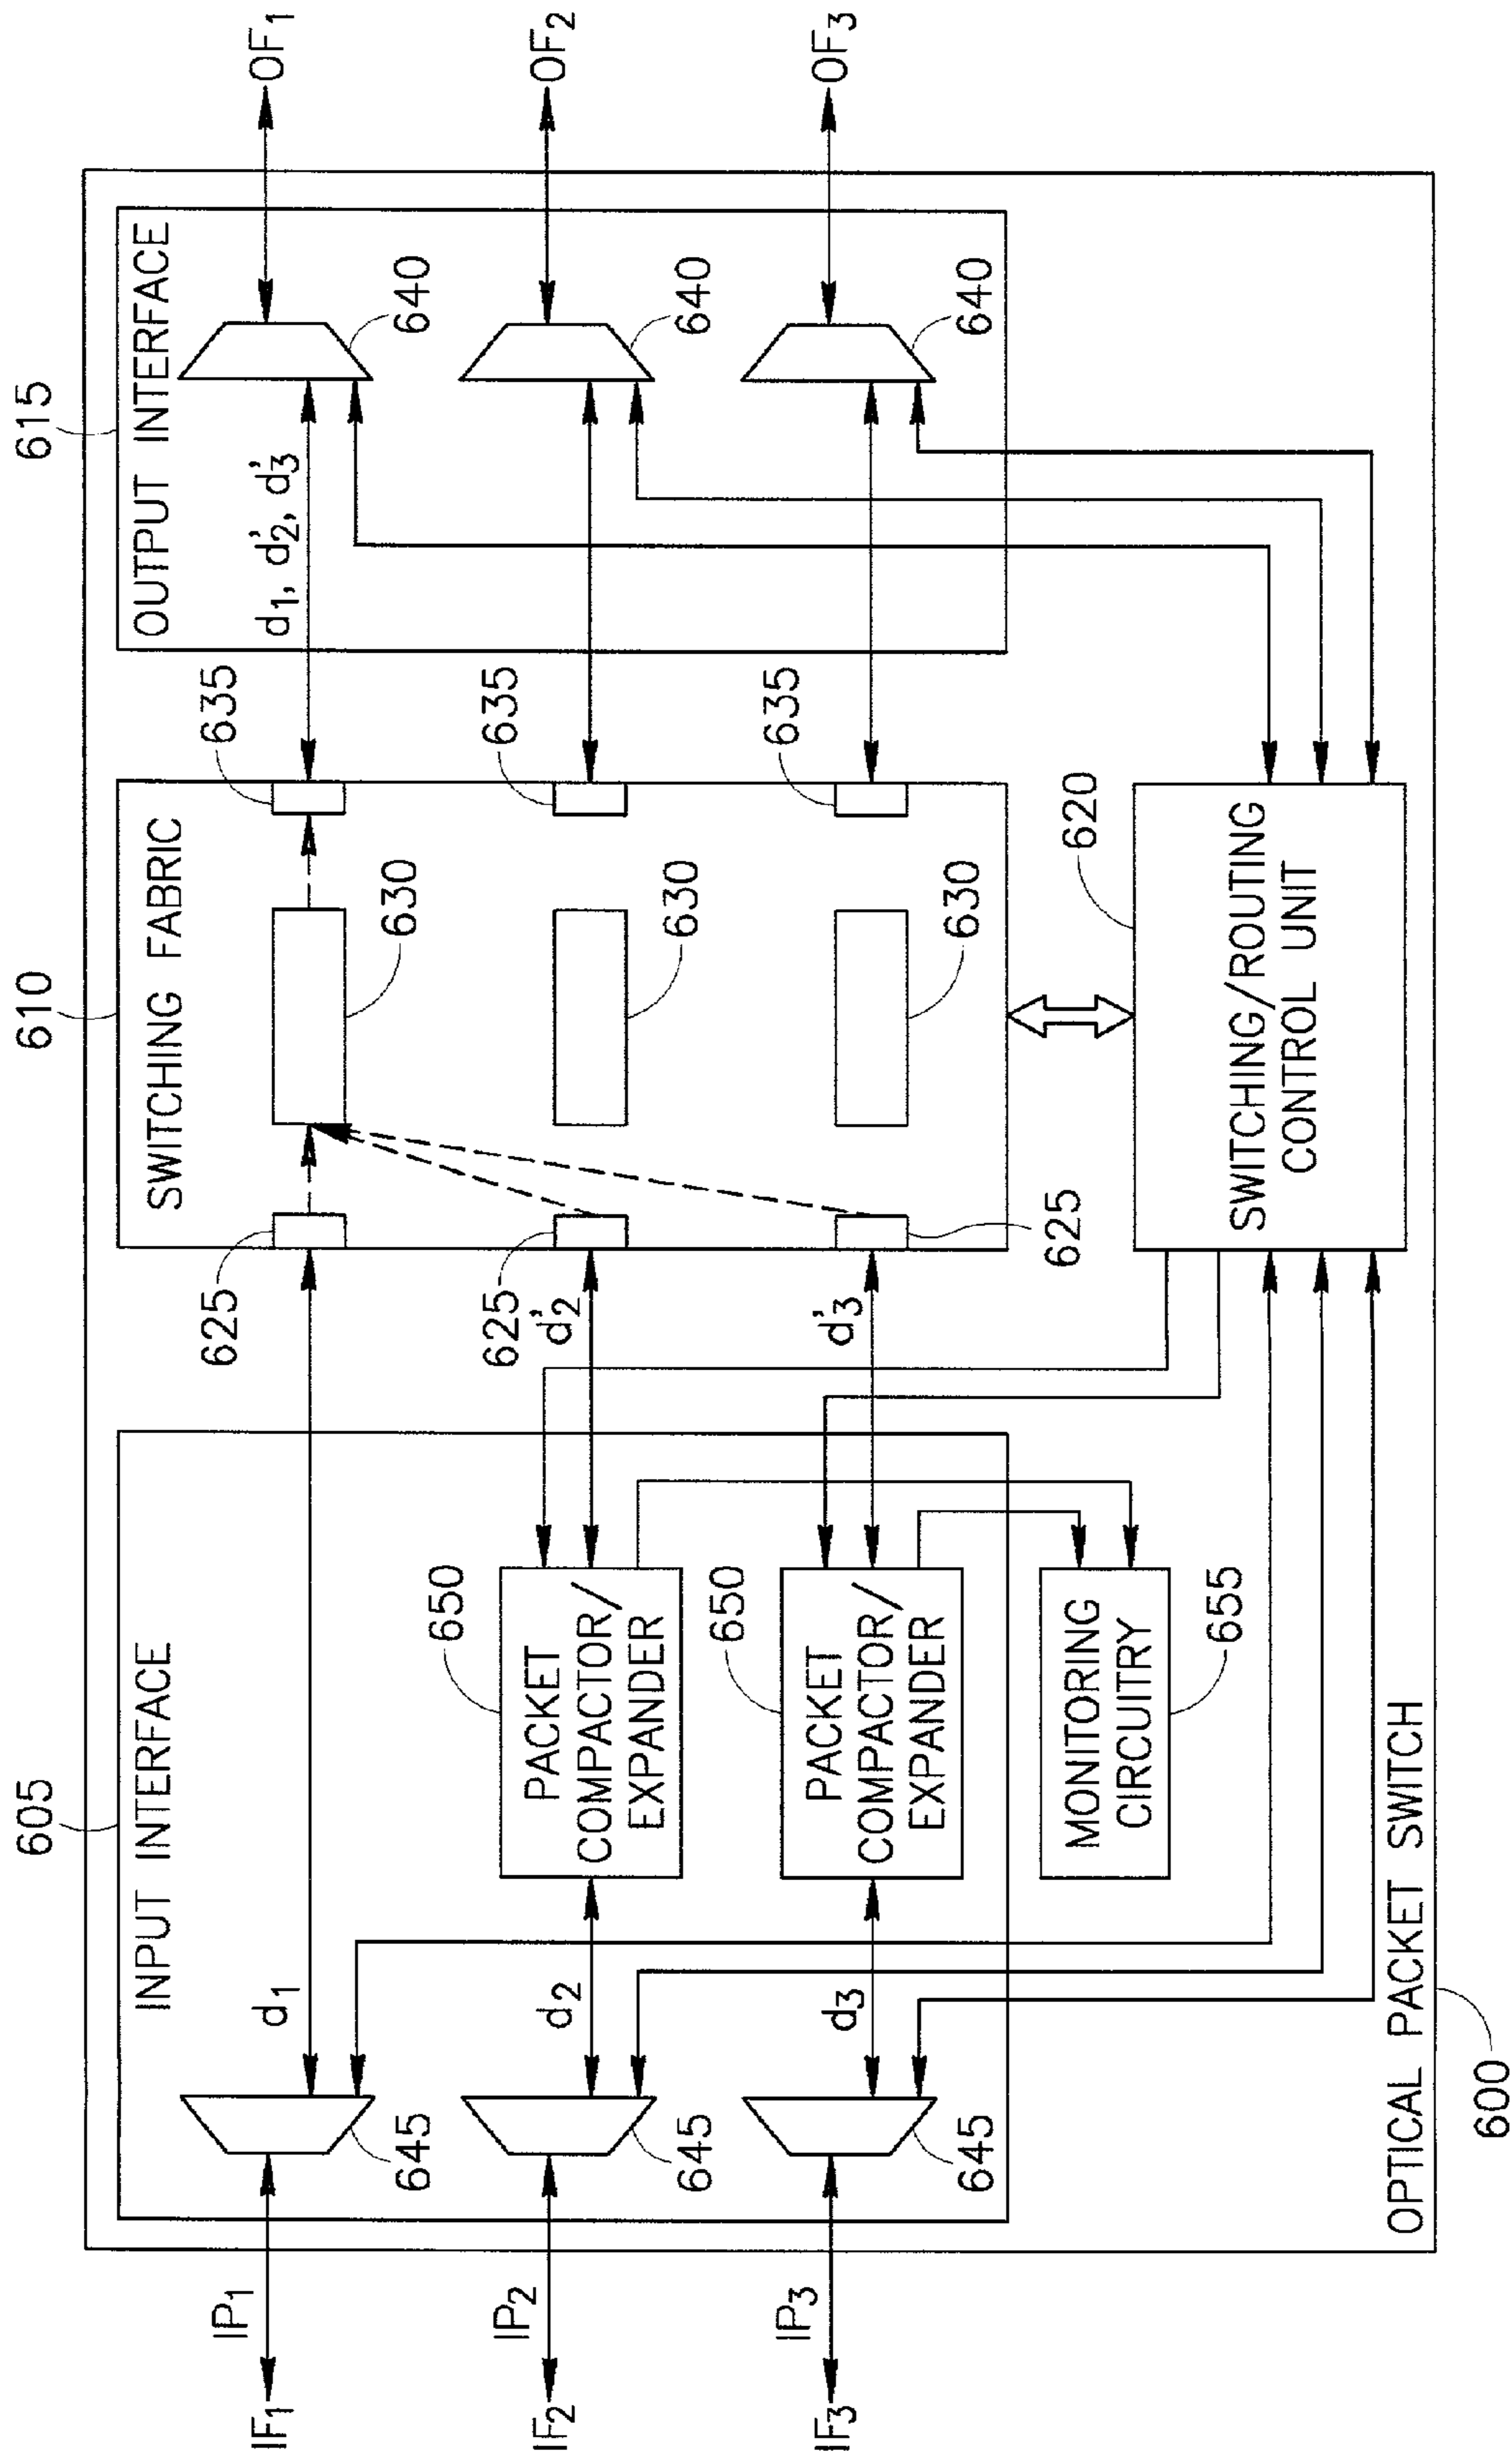 615
610
605
OUTPUT INTERFACE
SWITCHING FABRIC
INPUT INTERFACE
OF1
OF2
OF3
640
640
640
d1, d'2, d'3
635
635
635
630
630
630
625
625
625
d'2
d'3
620
SWITCHING/ROUTING
CONTROL UNIT
650
PACKET
COMPACTOR/
EXPANDER
650
PACKET
COMPACTOR/
EXPANDER
MONITORING
CIRCUITRY
655
d1
d2
d3
645
645
645
IP1
IP2
IP3
IF1
IF2
IF3
OPTICAL PACKET SWITCH
600